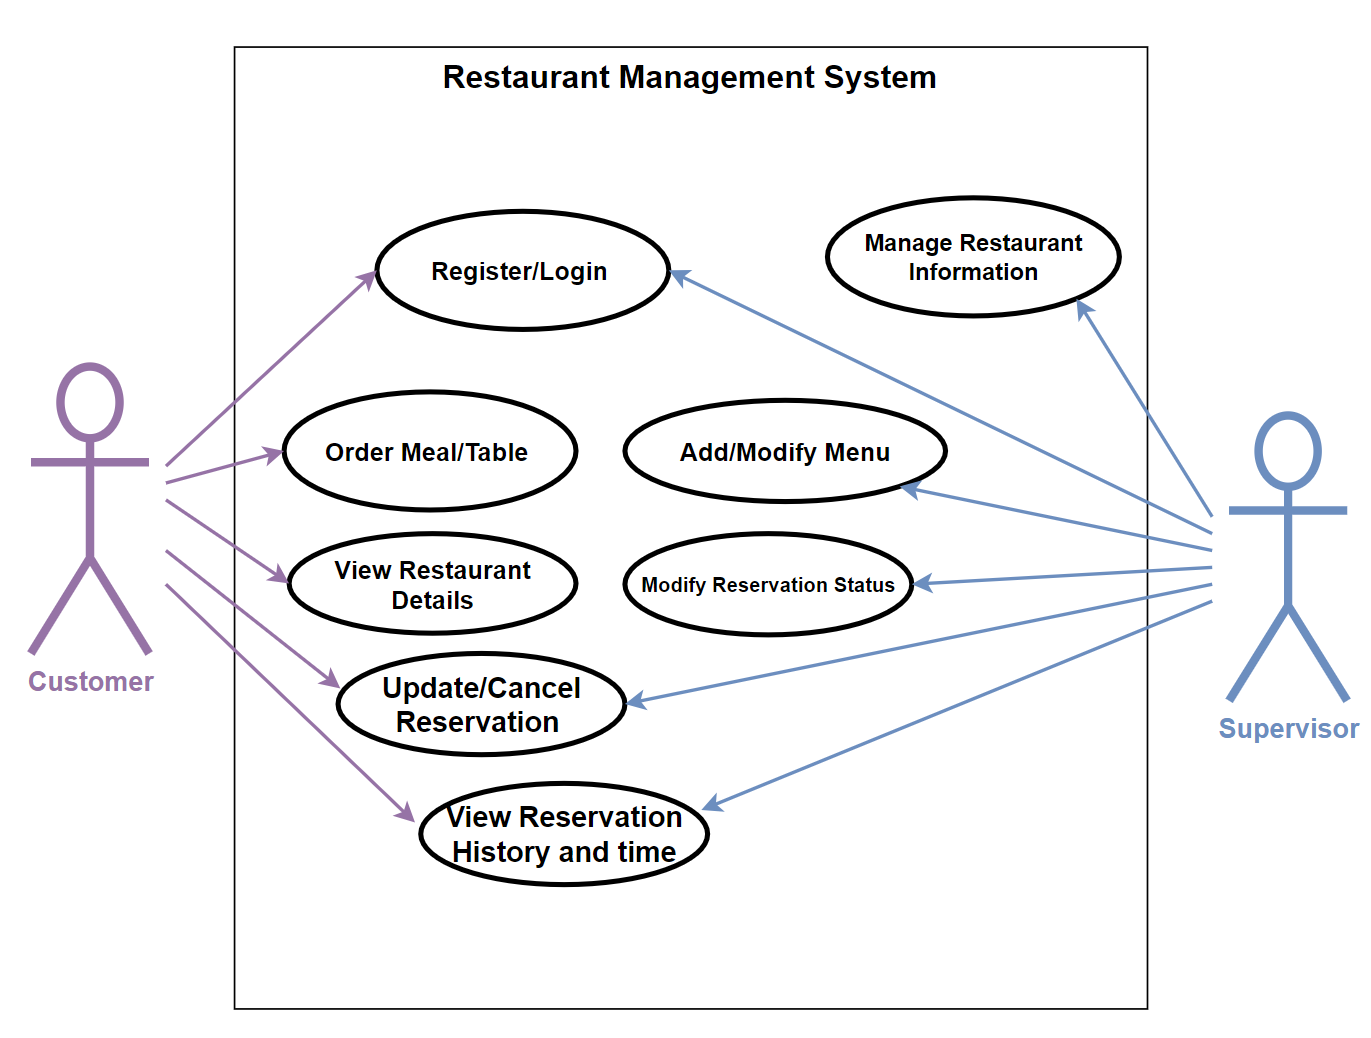 Restaurant Management System
Register/Login
Manage Restaurant
Information
Order Meal/Table
Add/Modify Menu
View Restaurant
Details
Modify Reservation Status
Update/Cancel
Reservation
View Reservation
History and time
Customer
Supervisor